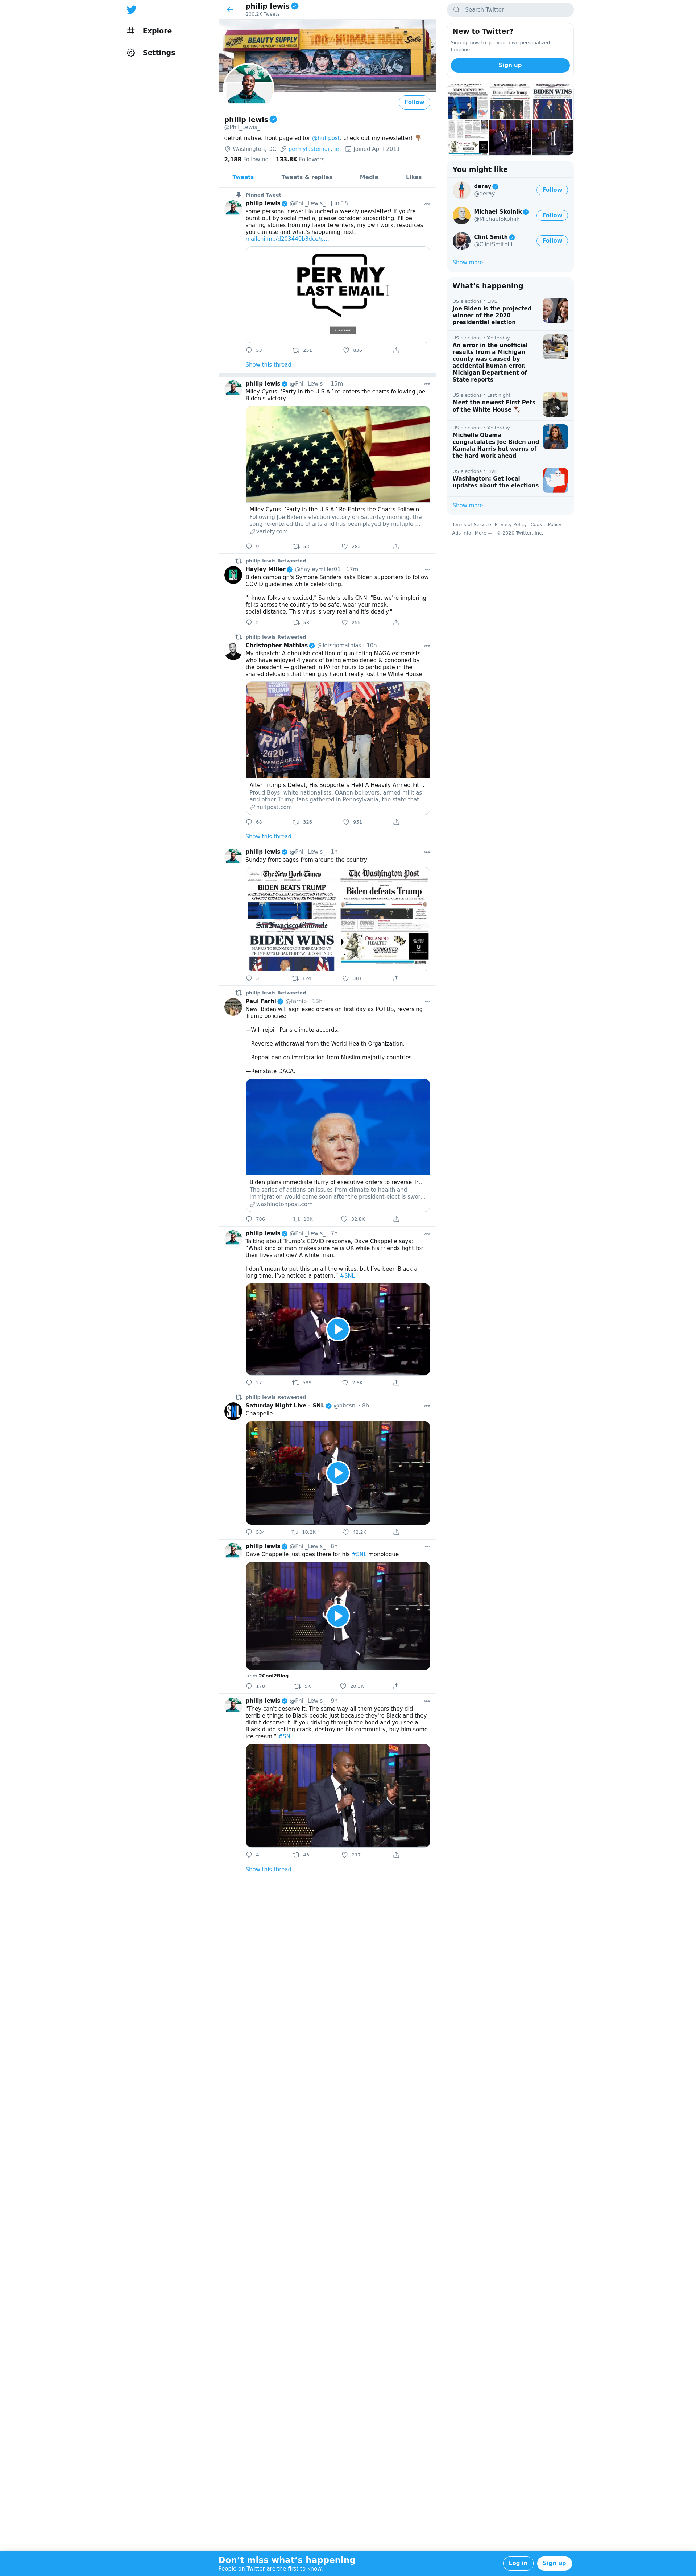 Explore
Settings
philip lewis
200.2K Tweets
BEAUTY SUPPLY
100% HUMAN HAIR
Follow
philip lewis
@Phil_Lewis_
detroit native. front page editor @huffpost, check out my newsletter!
Washington, DC permylastemail.net Joined April 2011
2,188 Following 133.8K Followers
Tweets Tweets & replies Media Likes
Pinned Tweet
philip lewis @Phil_Lewis_ · Jun 18
some personal news: I launched a weekly newsletter! If you're
burnt out by social media, please consider subscribing. I'll be
sharing stories from my favorite writers, my own work, resources
you can use and what's happening next.
mailchi.mp/d203440b3dce/p…
PER MY
LAST EMAIL
53 251 836
Show this thread
philip lewis @Phil_Lewis_ · 15m
Miley Cyrus' 'Party in the U.S.A.' re-enters the charts following Joe
Biden's victory
Miley Cyrus' 'Party in the U.S.A.' Re-Enters the Charts Followin…
Following Joe Biden's election victory on Saturday morning, the
song re-entered the charts and has been played by multiple …
variety.com
9 53 263
philip lewis Retweeted
Hayley Miller @hayleymiller01 · 17m
Biden campaign's Symone Sanders asks Biden supporters to follow
COVID guidelines while celebrating.
"I know folks are excited," Sanders tells CNN. "But we're imploring
folks across the country to be safe, wear your mask,
social distance. This virus is very real and it's deadly."
2 58 255
philip lewis Retweeted
Christopher Mathias @letsgomathias · 10h
My dispatch: A ghoulish coalition of gun-toting MAGA extremists —
who have enjoyed 4 years of being emboldened & condoned by
the president — gathered in PA for hours to participate in the
shared delusion that their guy hadn't really lost the White House.
TRUMP
TRUMP
2020
After Trump's Defeat, His Supporters Held A Heavily Armed Pit…
Proud Boys, white nationalists, QAnon believers, armed militias
and other Trump fans gathered in Pennsylvania, the state that…
huffpost.com
66 326 951
Show this thread
philip lewis @Phil_Lewis_ · 1h
Sunday front pages from around the country
The New York Times
BIDEN BEATS TRUMP
San Francisco Chronicle
BIDEN WINS
The Washington Post
Biden defeats Trump
ORLANDO
HEALTH
3 124 381
philip lewis Retweeted
Paul Farhi @farhip · 13h
New: Biden will sign exec orders on first day as POTUS, reversing
Trump policies:
—Will rejoin Paris climate accords.
—Reverse withdrawal from the World Health Organization.
—Repeal ban on immigration from Muslim-majority countries.
—Reinstate DACA.
Biden plans immediate flurry of executive orders to reverse Tr…
The series of actions on issues from climate to health and
immigration would come soon after the president-elect is swor…
washingtonpost.com
786 10K 32.8K
philip lewis @Phil_Lewis_ · 7h
Talking about Trump's COVID response, Dave Chappelle says:
"What kind of man makes sure he is OK while his friends fight for
their lives and die? A white man.
I don't mean to put this on all the whites, but I've been Black a
long time: I've noticed a pattern." #SNL
27 599 2.8K
philip lewis Retweeted
Saturday Night Live - SNL @nbcsnl · 8h
Chappelle.
534 10.2K 42.2K
philip lewis @Phil_Lewis_ · 8h
Dave Chappelle just goes there for his #SNL monologue
From 2Cool2Blog
178 5K 20.3K
philip lewis @Phil_Lewis_ · 9h
"They can't deserve it. The same way all them years they did
terrible things to Black people just because they're Black and they
didn't deserve it. If you driving through the hood and you see a
Black dude selling crack, destroying his community, buy him some
ice cream." #SNL
4 43 217
Show this thread
Search Twitter
New to Twitter?
Sign up now to get your own personalized
timeline!
Sign up
BIDEN BEATS TRUMP
Biden defeats Trump
BIDEN WINS
You might like
deray
@deray
Follow
Michael Skolnik
@MichaelSkolnik
Follow
Clint Smith
@ClintSmithIII
Follow
Show more
What's happening
US elections · LIVE
Joe Biden is the projected
winner of the 2020
presidential election
US elections · Yesterday
An error in the unofficial
results from a Michigan
county was caused by
accidental human error,
Michigan Department of
State reports
US elections · Last night
Meet the newest First Pets
of the White House
US elections · Yesterday
Michelle Obama
congratulates Joe Biden and
Kamala Harris but warns of
the hard work ahead
US elections · LIVE
Washington: Get local
updates about the elections
Show more
Terms of Service Privacy Policy Cookie Policy
Ads info More © 2020 Twitter, Inc.
Don't miss what's happening
People on Twitter are the first to know.
Log in
Sign up